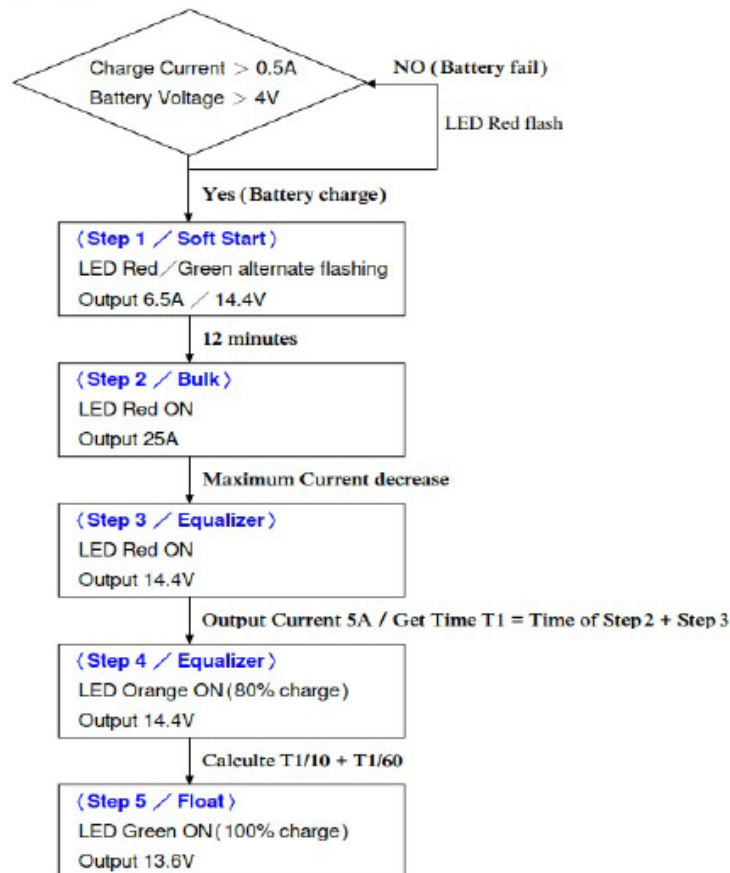 Charge Current > 0.5A
Battery Voltage > 4V
NO (Battery fail)
LED Red flash
Yes (Battery charge)
〈Step 1 ／ Soft Start〉
LED Red／Green alternate flashing
Output 6.5A ／ 14.4V
12 minutes
〈Step 2 ／ Bulk〉
LED Red ON
Output 25A
Maximum Current decrease
〈Step 3 ／ Equalizer〉
LED Red ON
Output 14.4V
Output Current 5A / Get Time T1 = Time of Step 2 + Step 3
〈Step 4 ／ Equalizer〉
LED Orange ON (80% charge)
Output 14.4V
Calculte T1/10 + T1/60
〈Step 5 ／ Float〉
LED Green ON (100% charge)
Output 13.6V